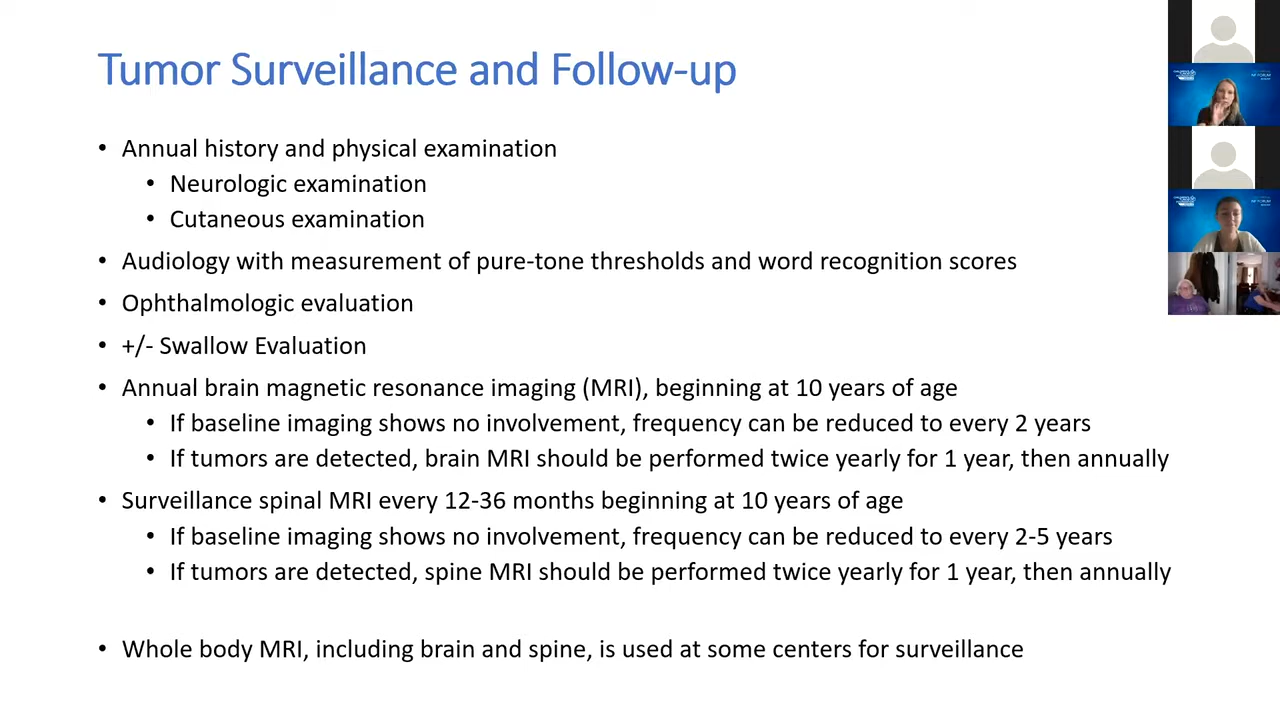 Tumor Surveillance and Follow-up
• Annual history and physical examination
• Neurologic examination
• Cutaneous examination
• Audiology with measurement of pure-tone thresholds and word recognition scores
• Ophthalmologic evaluation
• +/- Swallow Evaluation
• Annual brain magnetic resonance imaging (MRI), beginning at 10 years of age
• If baseline imaging shows no involvement, frequency can be reduced to every 2 years
• If tumors are detected, brain MRI should be performed twice yearly for 1 year, then annually
• Surveillance spinal MRI every 12-36 months beginning at 10 years of age
• If baseline imaging shows no involvement, frequency can be reduced to every 2-5 years
• If tumors are detected, spine MRI should be performed twice yearly for 1 year, then annually
• Whole body MRI, including brain and spine, is used at some centers for surveillance